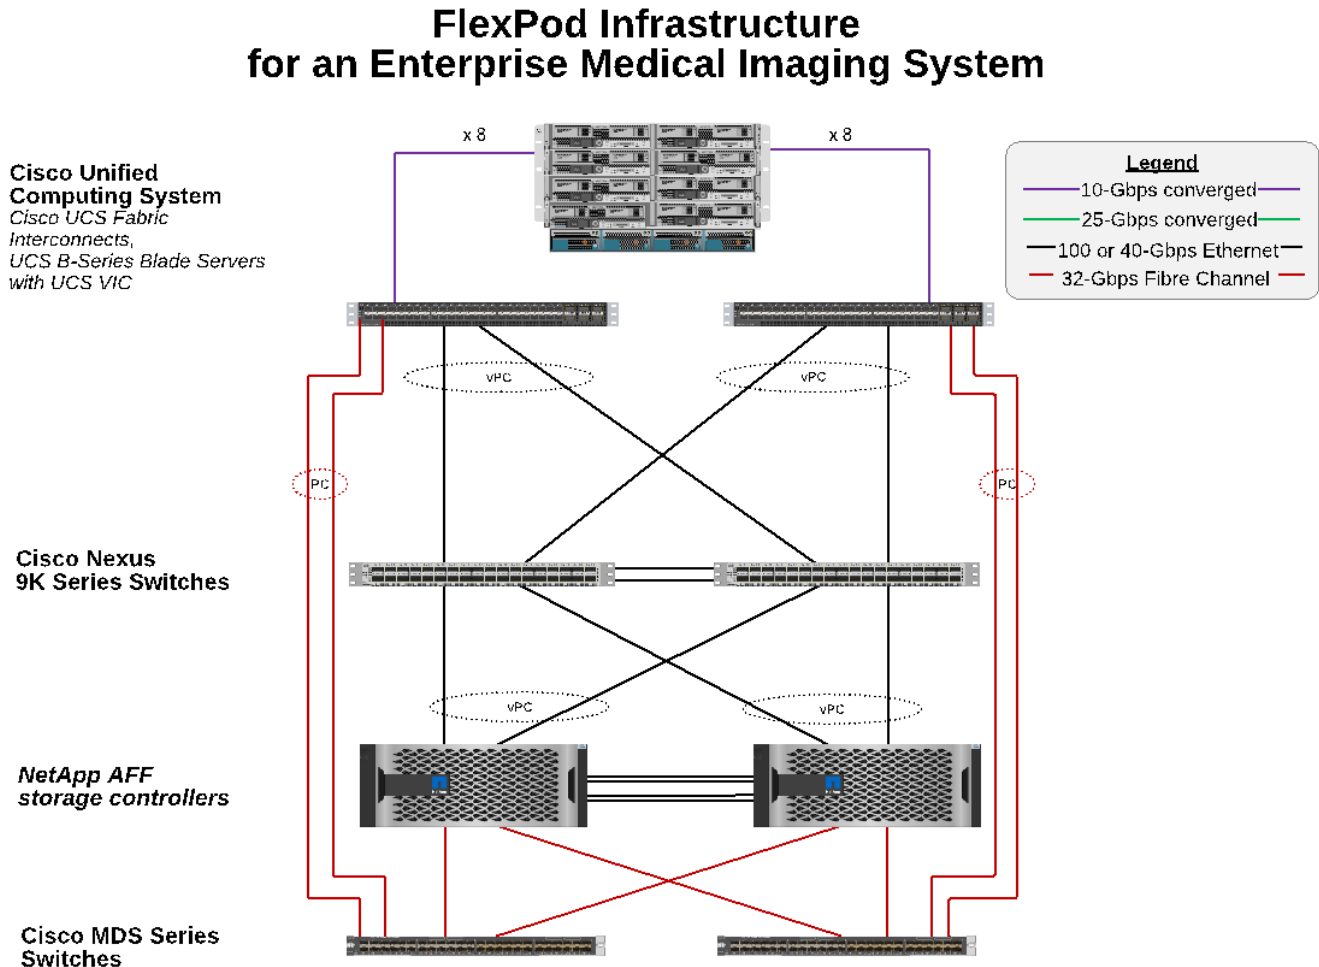 FlexPod Infrastructure
for an Enterprise Medical Imaging System
x 8
x 8
Cisco Unified
Computing System
Cisco UCS Fabric
Interconnects,
UCS B-Series Blade Servers
with UCS VIC
Legend
10-Gbps converged
25-Gbps converged
100 or 40-Gbps Ethernet
32-Gbps Fibre Channel
vPC
vPC
PC
PC
Cisco Nexus
9K Series Switches
vPC
vPC
NetApp AFF
storage controllers
Cisco MDS Series
Switches